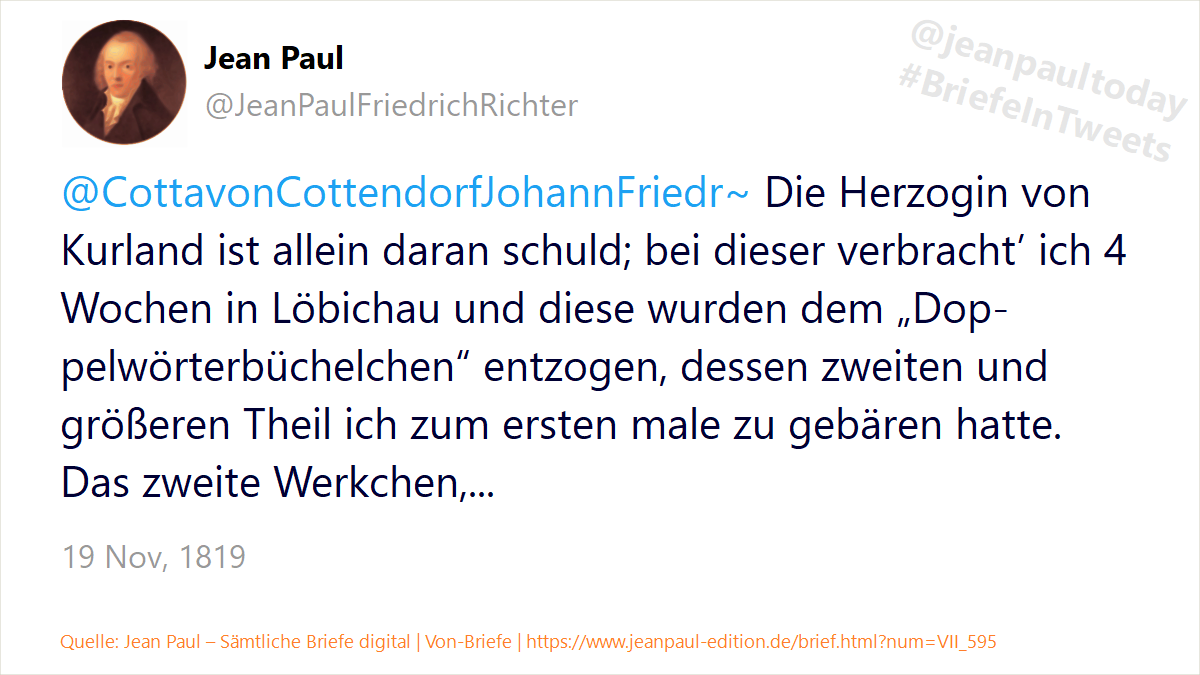 Jean Paul
@JeanPaulFriedrichRichter
@jeanpaultoday
#BriefeInTweets
@CottavonCottendorfJohannFriedr~ Die Herzogin von
Kurland ist allein daran schuld; bei dieser verbracht’ ich 4
Wochen in Löbichau und diese wurden dem „Dop-
pelwörterbüchelchen“ entzogen, dessen zweiten und
größeren Theil ich zum ersten male zu gebären hatte.
Das zweite Werkchen,...
19 Nov, 1819
Quelle: Jean Paul – Sämtliche Briefe digital | Von-Briefe | https://www.jeanpaul-edition.de/brief.html?num=VII_595